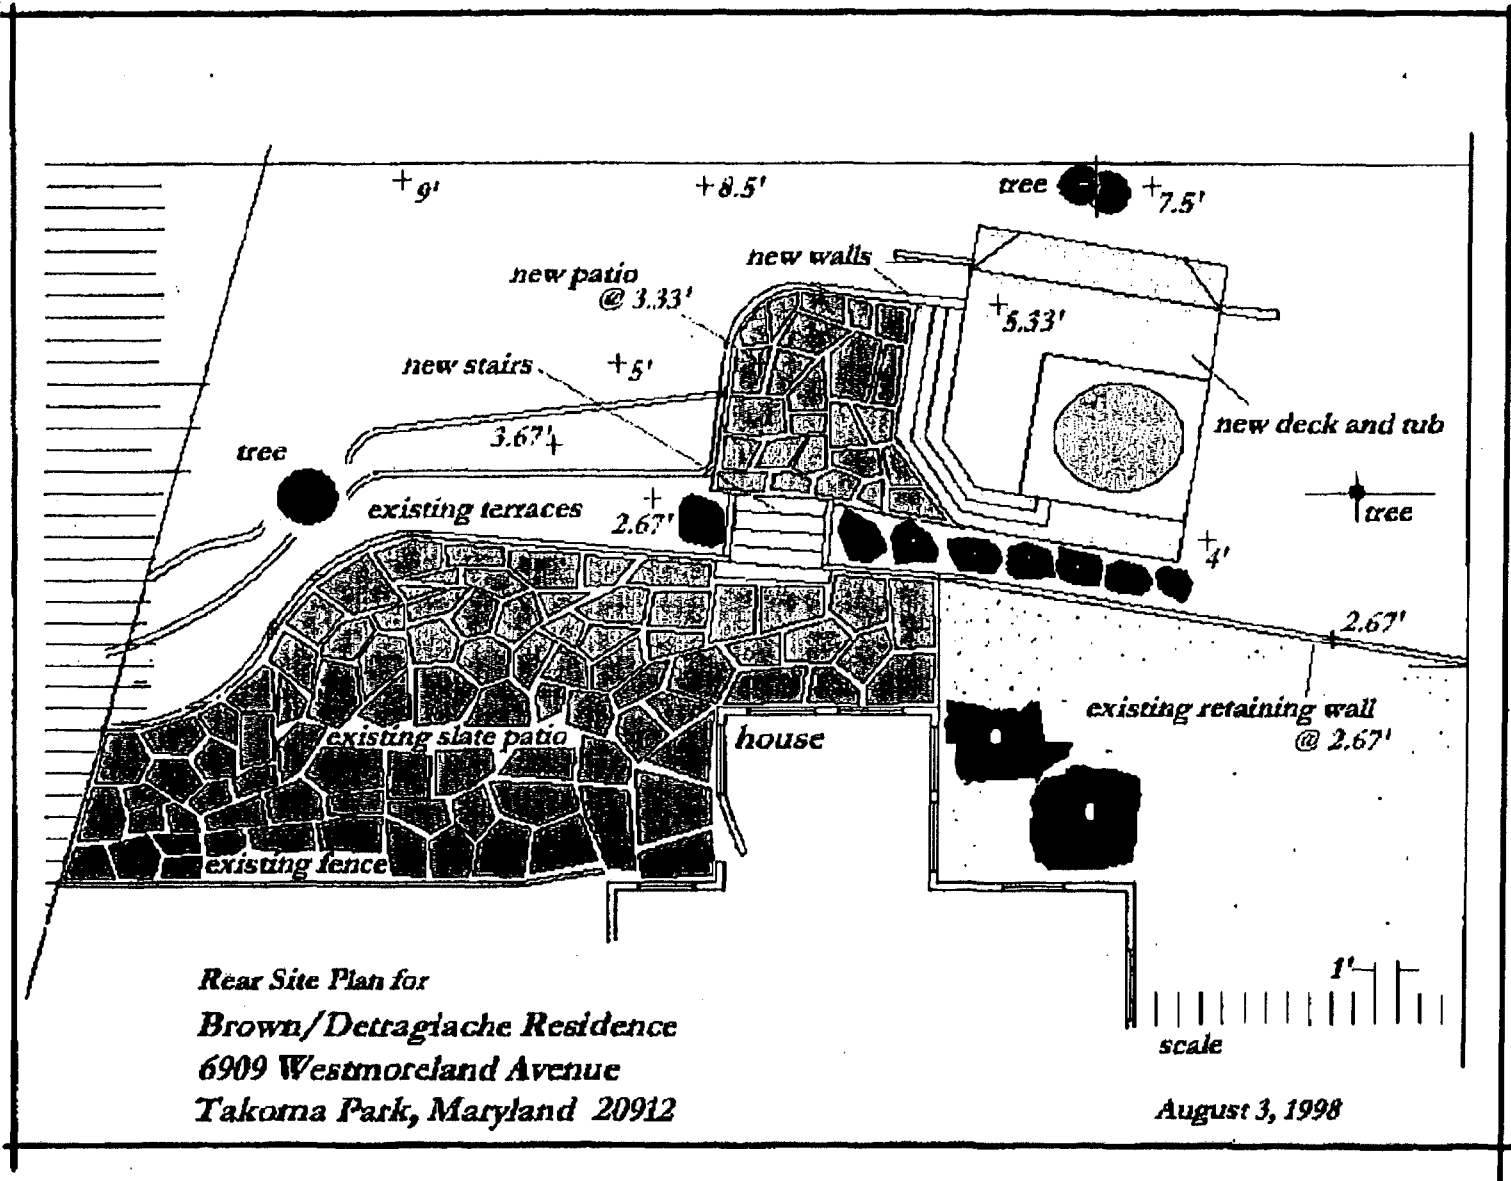 9'
8.5'
tree
7.5'
new walls
new patio
@ 3.33'
5.33'
new stairs
5'
new deck and tub
3.67'
tree
existing terraces
2.67'
tree
4'
2.67'
existing retaining wall
@ 2.67'
existing slate patio
house
existing fence
1'
scale
Rear Site Plan for
Brown/Detragiache Residence
6909 Westmoreland Avenue
Takoma Park, Maryland 20912
August 3, 1998